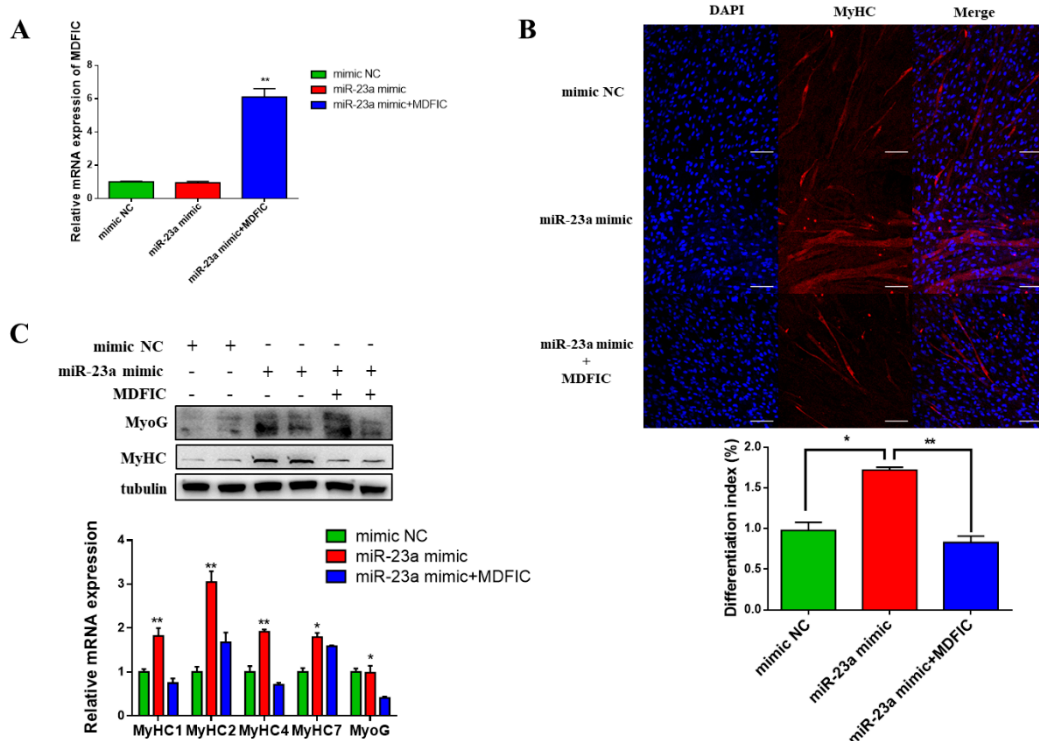 A
Relative mRNA expression of MDFIC
8
6
4
2
0
**
mimic NC
miR-23a mimic
miR-23a mimic+MDFIC
mimic NC
miR-23a mimic
miR-23a mimic+MDFIC
B
DAPI MyHC Merge
mimic NC
miR-23a mimic
miR-23a mimic
+
MDFIC
Differentiation index (%)
2.0
1.5
1.0
0.5
0.0
* **
mimic NC
miR-23a mimic
miR-23a mimic+MDFIC
C
mimic NC + + - - - -
miR-23a mimic - - + + + +
MDFIC - - - - + +
MyoG
MyHC
tubulin
Relative mRNA expression
4
3
2
1
0
mimic NC
miR-23a mimic
miR-23a mimic+MDFIC
** ** ** * *
MyHC1 MyHC2 MyHC4 MyHC7 MyoG